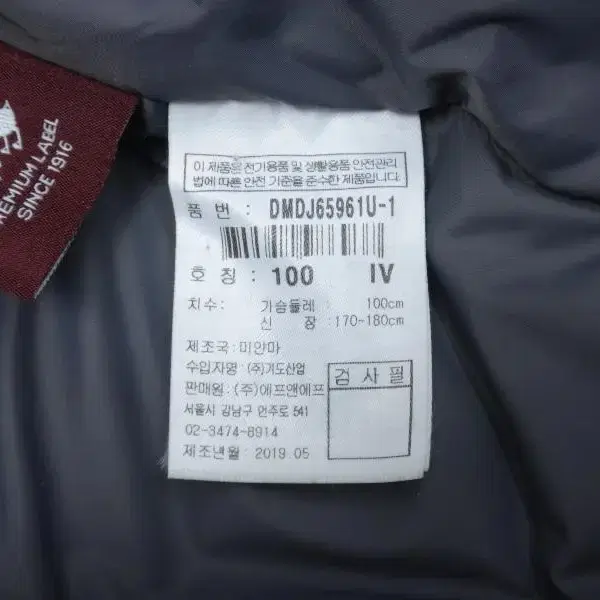 PREMIUM LABEL
SINCE 1916
이 제품은 전기용품 및 생활용품 안전관리
법에 따른 안전 기준을 준수한 제품입니다.
품 번 : DMDJ65961U-1
호 칭 : 100 IV
치수: 가슴둘레 : 100cm
신 장 : 170~180cm
제조국 : 미얀마
수입자명 : (주)기도산업
판매원 : (주)에프앤에프
서울시 강남구 언주로 541
02-3474-8914
제조년월 : 2019.05
검 사 필